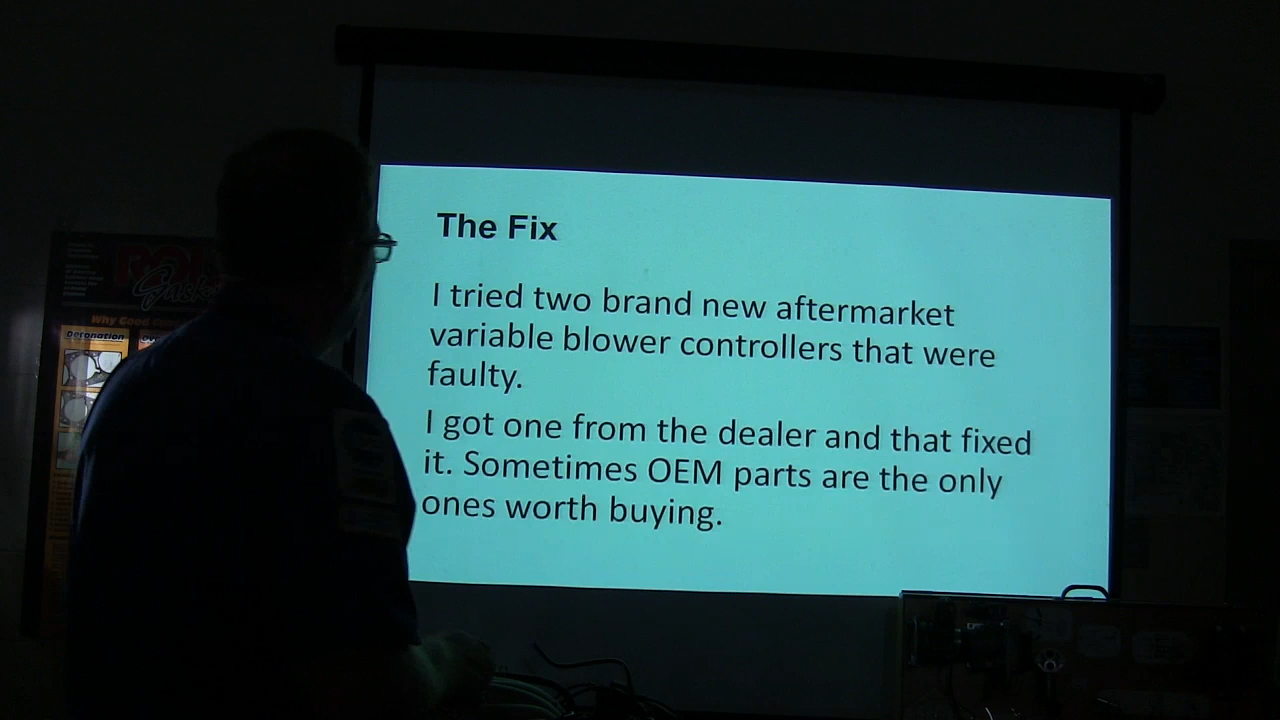 The Fix
I tried two brand new aftermarket
variable blower controllers that were
faulty.
I got one from the dealer and that fixed
it. Sometimes OEM parts are the only
ones worth buying.
Why Good
Detonation